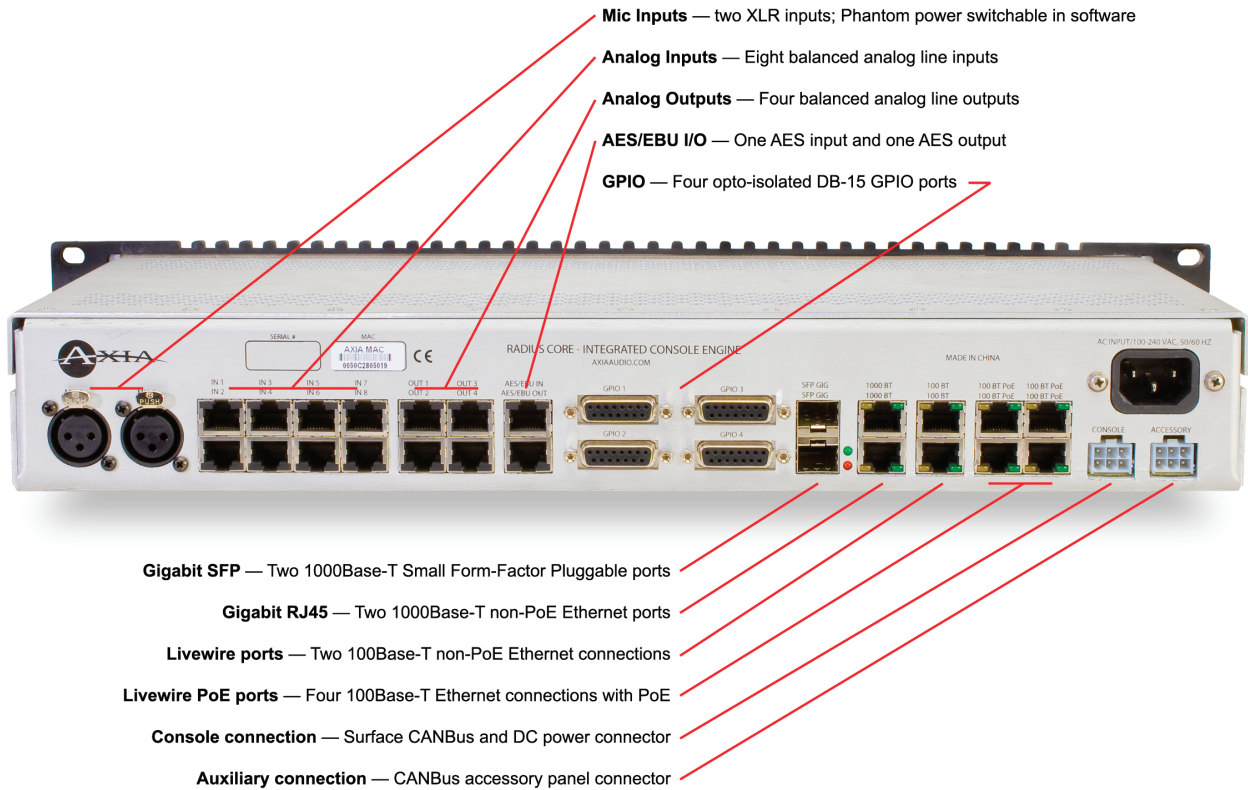 Mic Inputs — two XLR inputs; Phantom power switchable in software
Analog Inputs — Eight balanced analog line inputs
Analog Outputs — Four balanced analog line outputs
AES/EBU I/O — One AES input and one AES output
GPIO — Four opto-isolated DB-15 GPIO ports
AXIA
SERIAL #
MAC
AXIA MAC
0050C2805019
CE
RADIUS CORE - INTEGRATED CONSOLE ENGINE
AXIAAUDIO.COM
MADE IN CHINA
AC INPUT/100-240 VAC, 50/60 HZ
PUSH
PUSH
IN 1 IN 3 IN 5 IN 7
IN 2 IN 4 IN 6 IN 8
OUT 1 OUT 3
OUT 2 OUT 4
AES/EBU IN
AES/EBU OUT
GPIO 1 GPIO 3
GPIO 2 GPIO 4
SFP GIG
SFP GIG
1000 BT 100 BT 100 BT PoE 100 BT PoE
1000 BT 100 BT 100 BT PoE 100 BT PoE
CONSOLE ACCESSORY
Gigabit SFP — Two 1000Base-T Small Form-Factor Pluggable ports
Gigabit RJ45 — Two 1000Base-T non-PoE Ethernet ports
Livewire ports — Two 100Base-T non-PoE Ethernet connections
Livewire PoE ports — Four 100Base-T Ethernet connections with PoE
Console connection — Surface CANBus and DC power connector
Auxiliary connection — CANBus accessory panel connector